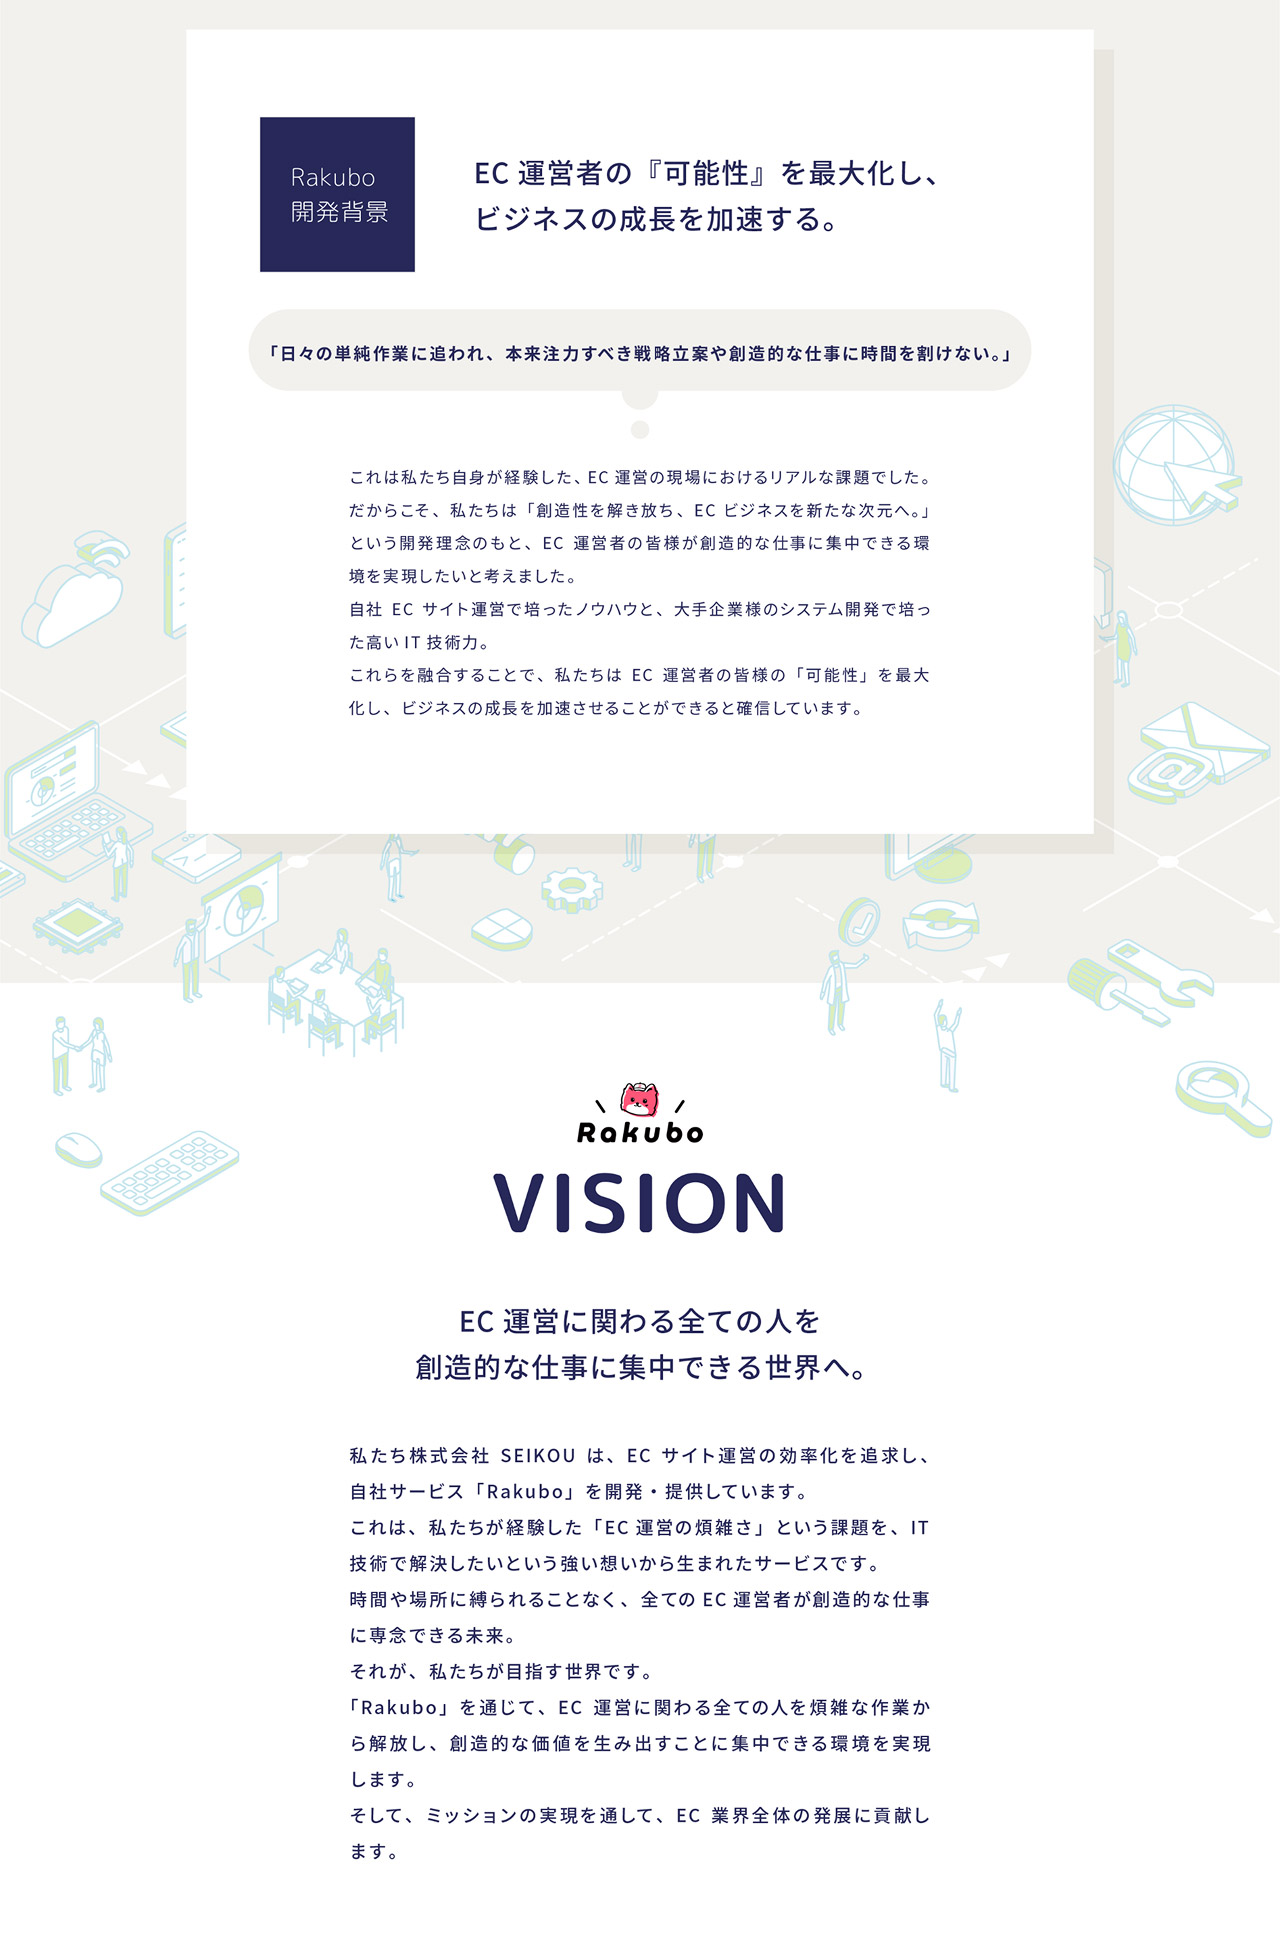 Rakubo
開発背景
EC 運営者の『可能性』を最大化し、
ビジネスの成長を加速する。
「日々の単純作業に追われ、本来注力すべき戦略立案や創造的な仕事に時間を割けない。」
これは私たち自身が経験した、EC 運営の現場におけるリアルな課題でした。
だからこそ、私たちは「創造性を解き放ち、EC ビジネスを新たな次元へ。」
という開発理念のもと、EC 運営者の皆様が創造的な仕事に集中できる環
境を実現したいと考えました。
自社 EC サイト運営で培ったノウハウと、大手企業様のシステム開発で培っ
た高い IT 技術力。
これらを融合することで、私たちは EC 運営者の皆様の「可能性」を最大
化し、ビジネスの成長を加速させることができると確信しています。
Rakubo
VISION
EC 運営に関わる全ての人を
創造的な仕事に集中できる世界へ。
私たち株式会社 SEIKOU は、EC サイト運営の効率化を追求し、
自社サービス「Rakubo」を開発・提供しています。
これは、私たちが経験した「EC 運営の煩雑さ」という課題を、IT
技術で解決したいという強い想いから生まれたサービスです。
時間や場所に縛られることなく、全ての EC 運営者が創造的な仕事
に専念できる未来。
それが、私たちが目指す世界です。
「Rakubo」を通じて、EC 運営に関わる全ての人を煩雑な作業か
ら解放し、創造的な価値を生み出すことに集中できる環境を実現
します。
そして、ミッションの実現を通して、EC 業界全体の発展に貢献し
ます。